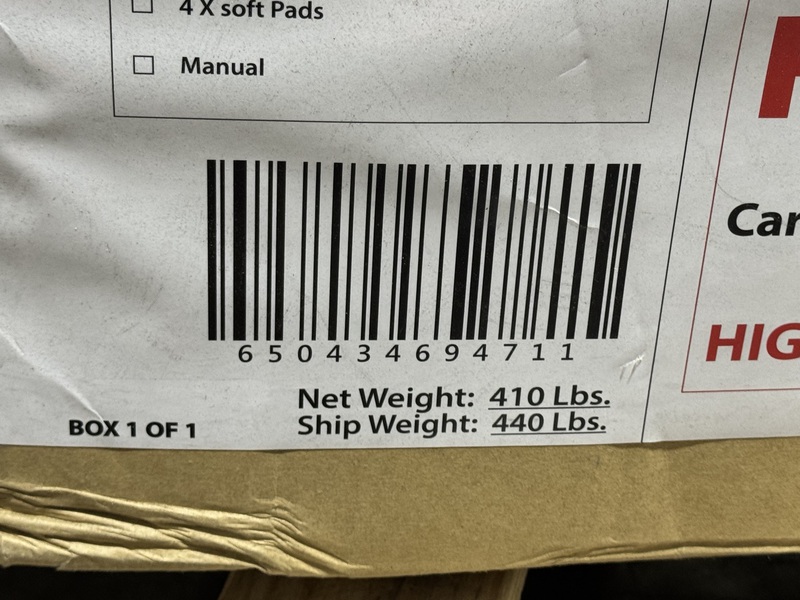 4 X soft Pads
Manual
Car
HIG
650434694711
Net Weight: 410 Lbs.
Ship Weight: 440 Lbs.
BOX 1 OF 1